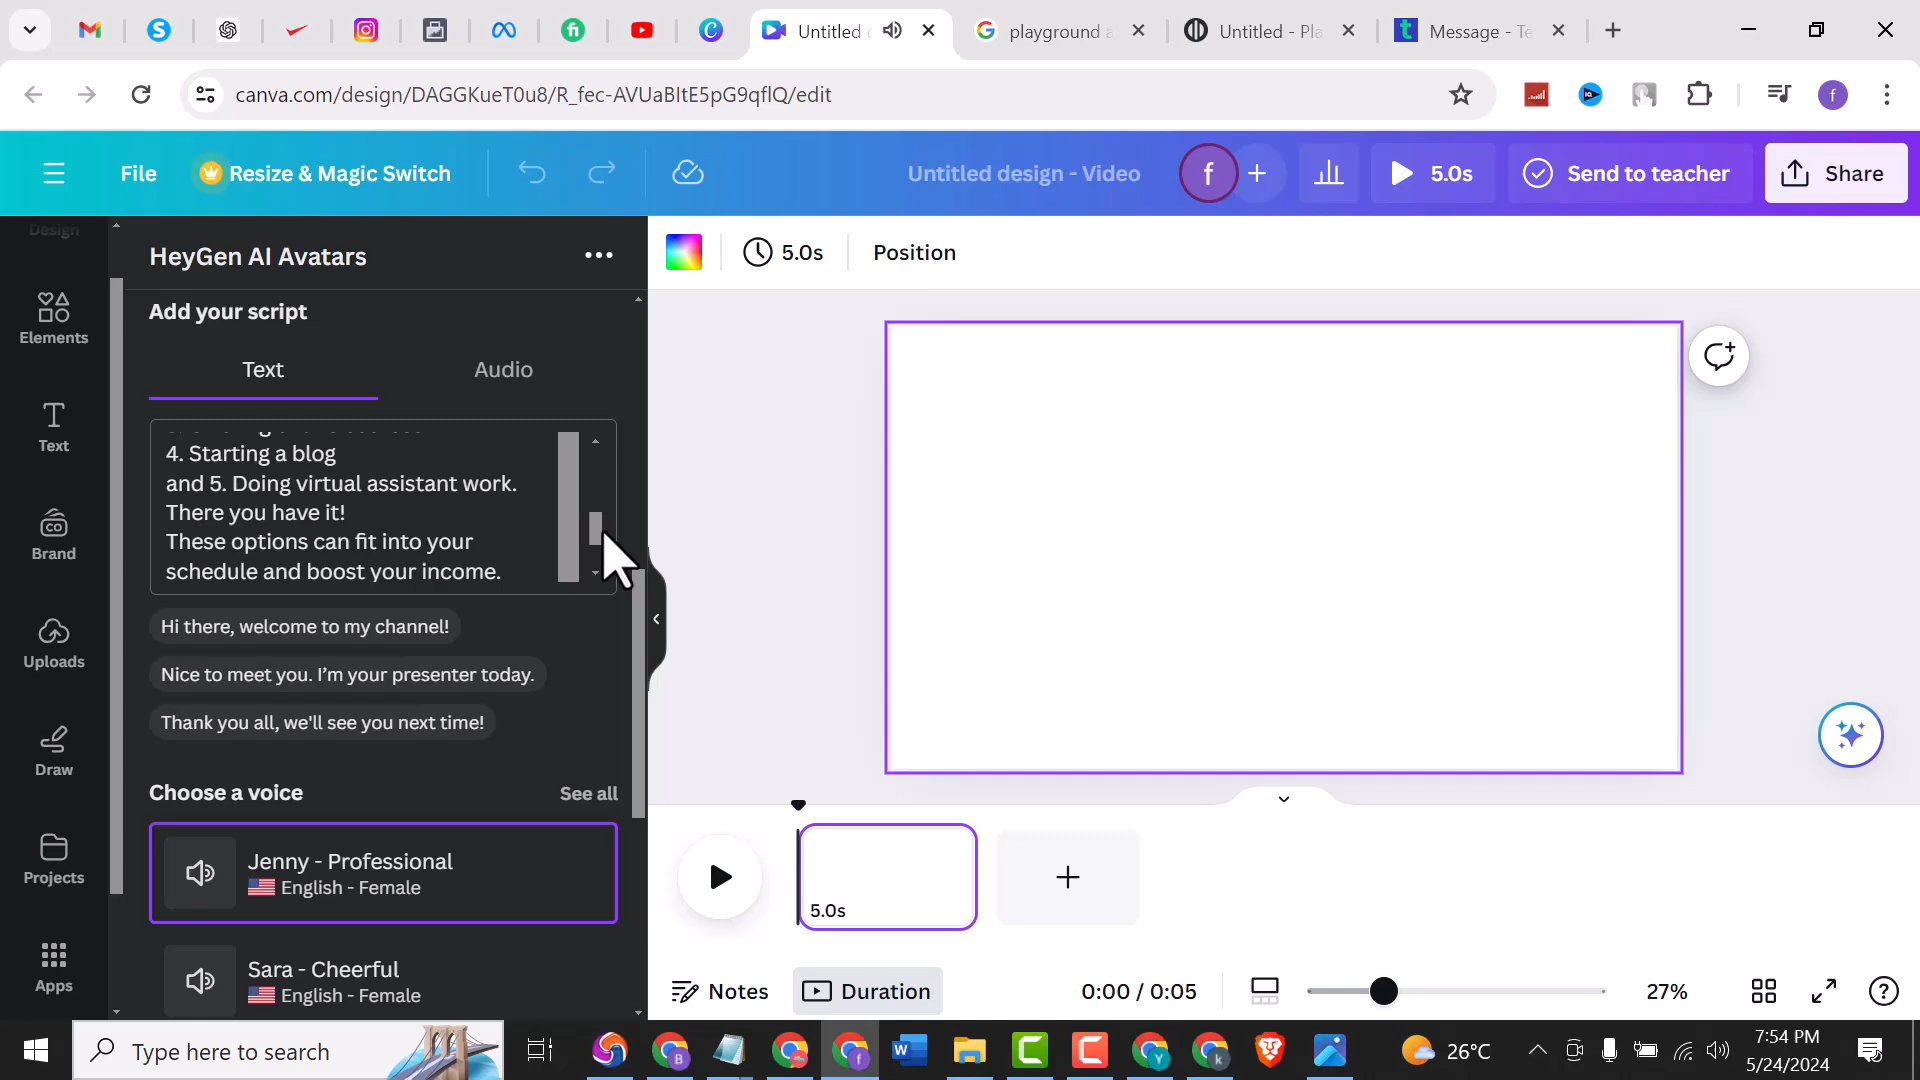 Untitled
playground
Untitled - Pla
Message - Te
canva.com/design/DAGGKueT0u8/R_fec-AVUaBItE5pG9qflQ/edit
File
Resize & Magic Switch
Untitled design - Video
f
5.0s
Send to teacher
Share
Design
Elements
Text
Brand
Uploads
Draw
Projects
Apps
HeyGen AI Avatars
Add your script
Text
Audio
4. Starting a blog
and 5. Doing virtual assistant work.
There you have it!
These options can fit into your
schedule and boost your income.
Hi there, welcome to my channel!
Nice to meet you. I'm your presenter today.
Thank you all, we'll see you next time!
Choose a voice
See all
Jenny - Professional
English - Female
Sara - Cheerful
English - Female
5.0s
Position
5.0s
Notes
Duration
0:00 / 0:05
27%
Type here to search
26°C
7:54 PM
5/24/2024